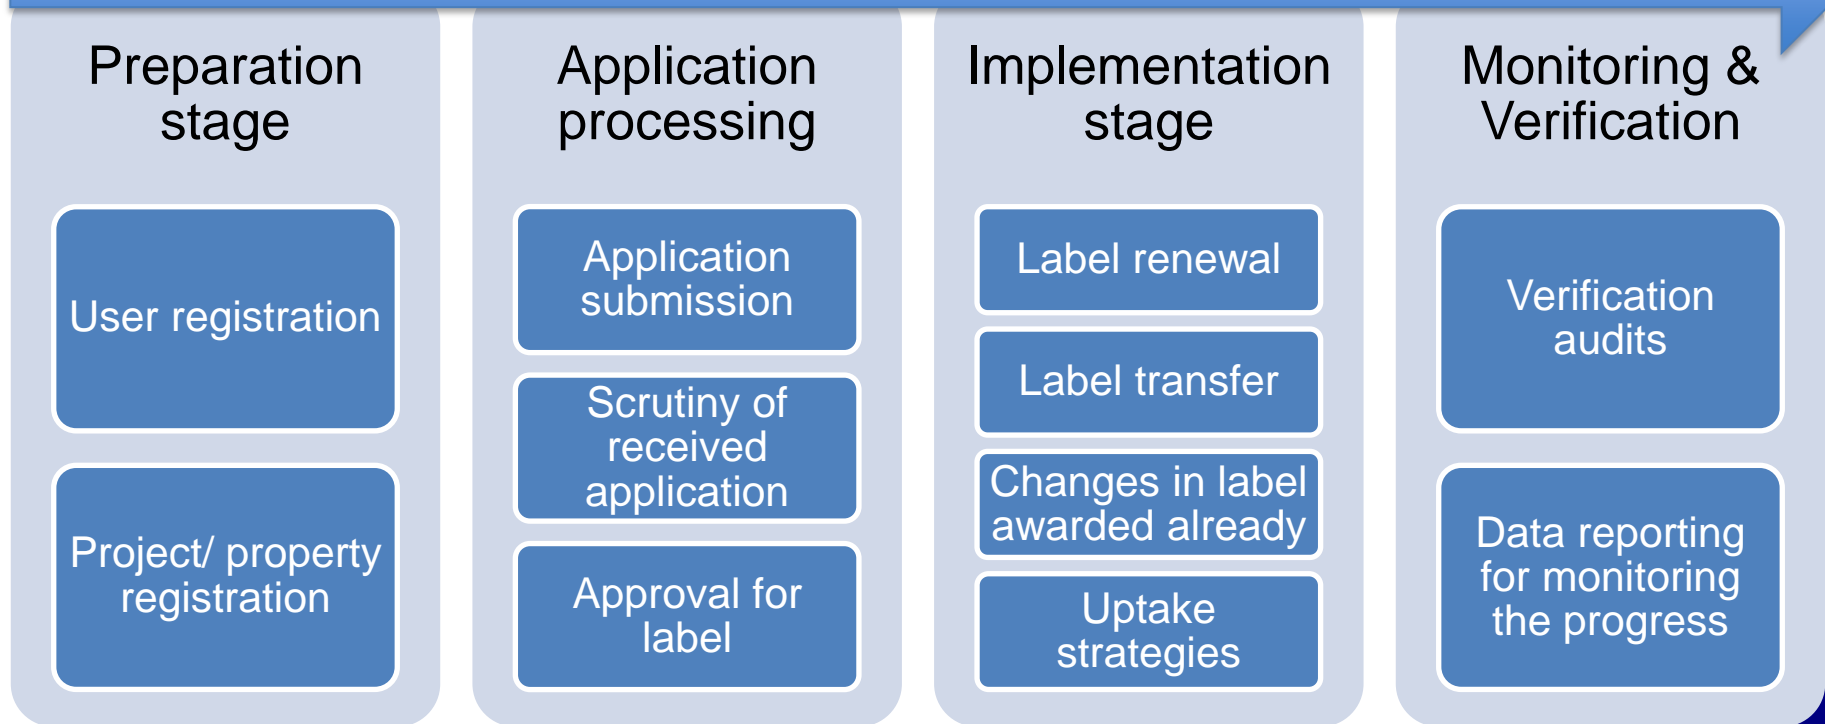 Preparation
stage
User registration
Project/ property
registration
Application
processing
Application
submission
Scrutiny of
received
application
Approval for
label
Implementation
stage
Label renewal
Label transfer
Changes in label
awarded already
Uptake
strategies
Monitoring &
Verification
Verification
audits
Data reporting
for monitoring
the progress